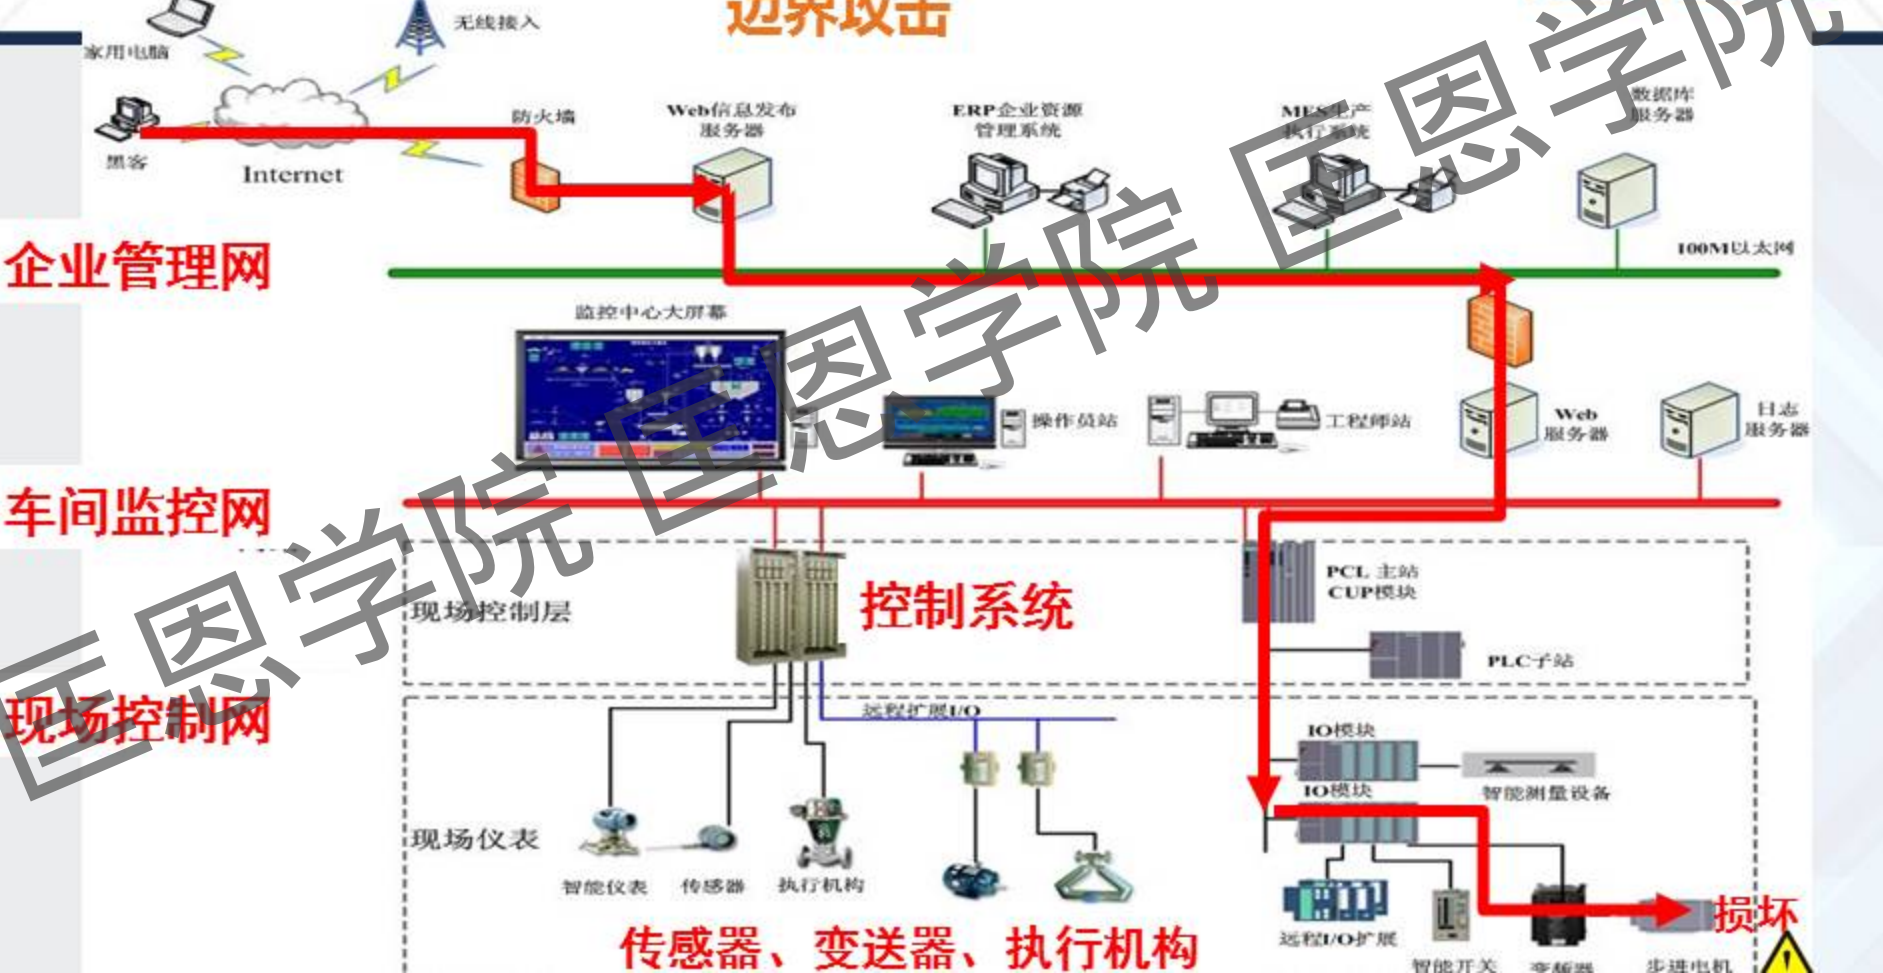 边界攻击
无线接入
家用电脑
防火墙
Web信息发布
服务器
ERP企业资源
管理系统
MES生产
执行系统
数据库
服务器
黑客
Internet
企业管理网
100M以太网
监控中心大屏幕
操作员站
工程师站
Web
服务器
日志
服务器
车间监控网
现场控制层
控制系统
PCL 主站
CUP模块
PLC子站
现场控制网
远程扩展I/O
IO模块
智能测量设备
IO模块
现场仪表
智能仪表
传感器
执行机构
远程I/O扩展
智能开关
变频器
步进电机
损坏
传感器、变送器、执行机构
匡恩学院 匡恩学院 匡恩学院